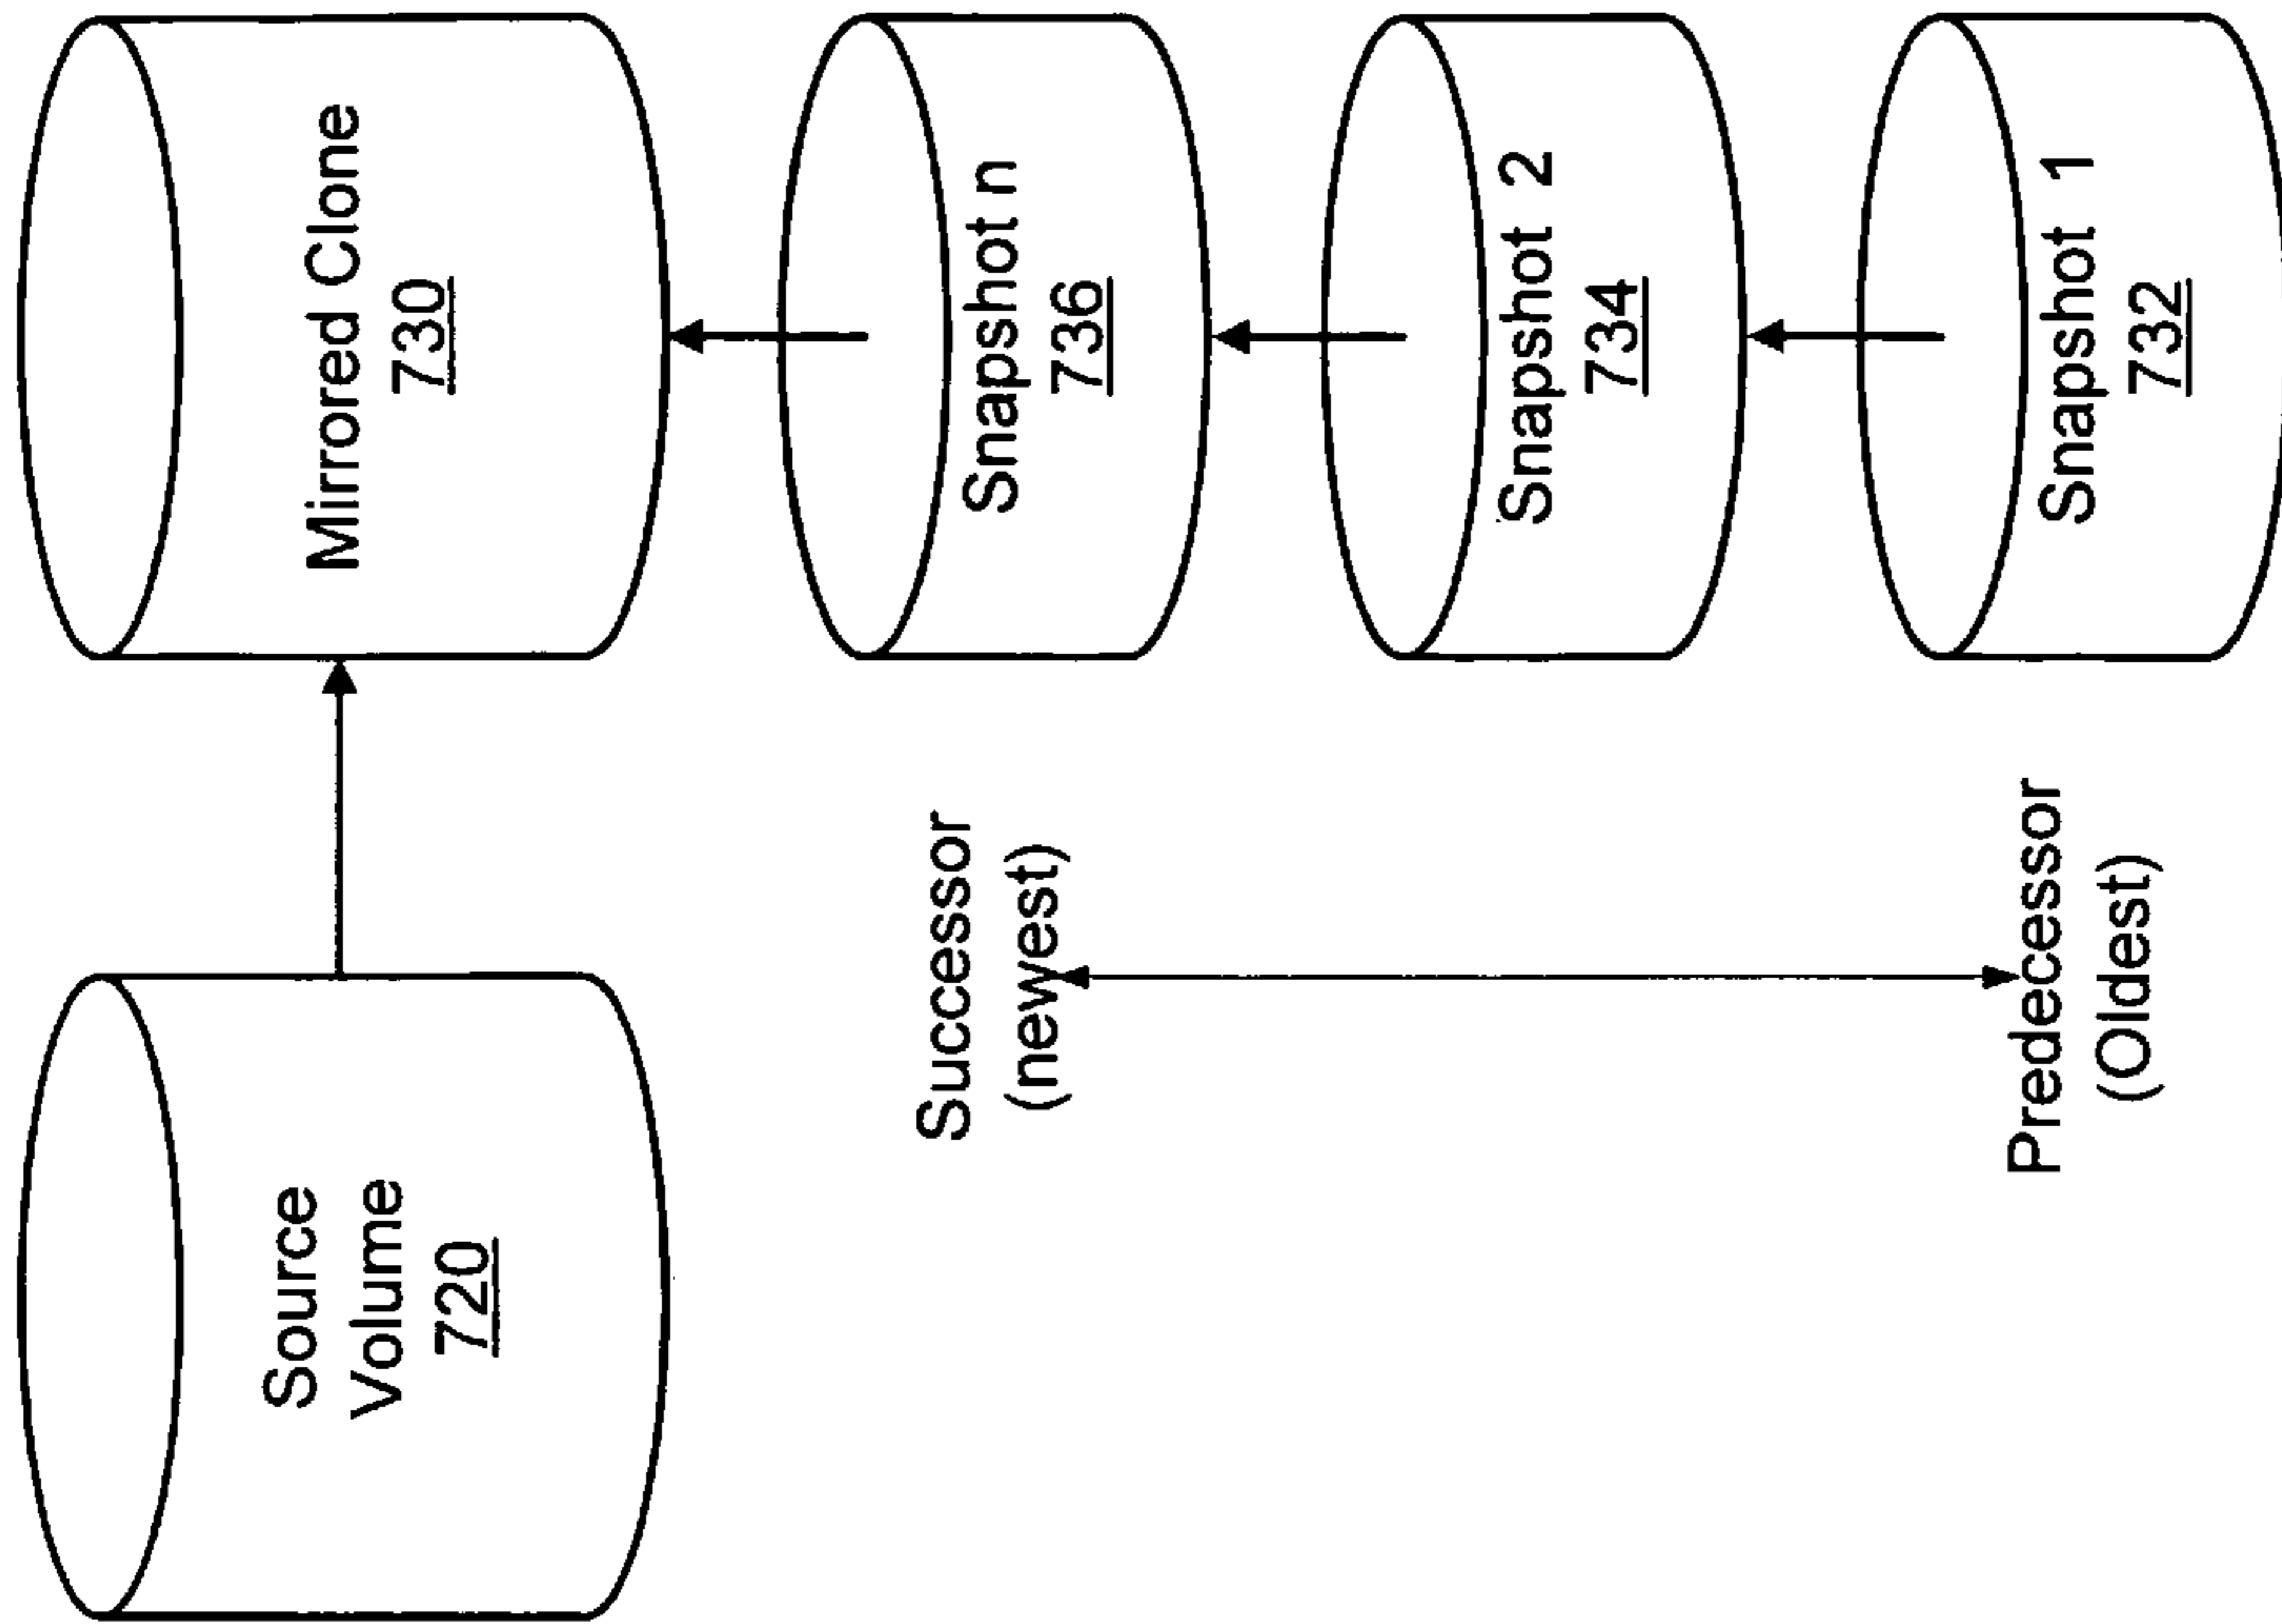 Source
Volume
720
Mirrored Clone
730
Successor
(newest)
Snapshot n
736
Snapshot 2
734
Predecessor
(Oldest)
Snapshot 1
732